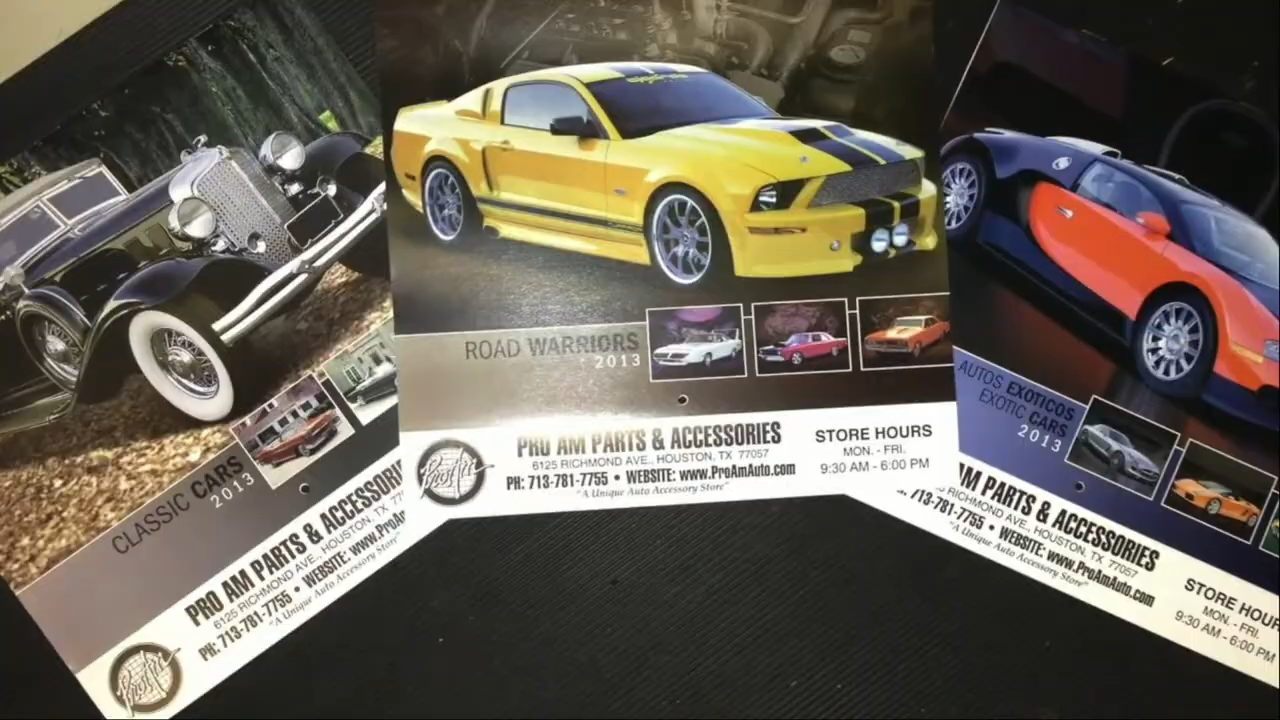 CLASSIC CARS
2013
PRO AM PARTS & ACCESSOR
6125 RICHMOND AVE., HOUSTON, TX 77
PH: 713-781-7755 • WEBSITE: www.ProA
"A Unique Auto Accessory Store"
ProAm
ROAD WARRIORS
2013
ProAm
PRO AM PARTS & ACCESSORIES
6125 RICHMOND AVE., HOUSTON, TX 77057
PH: 713-781-7755 • WEBSITE: www.ProAmAuto.com
"A Unique Auto Accessory Store"
STORE HOURS
MON. - FRI.
9:30 AM - 6:00 PM
AUTOS EXOTICOS
EXOTIC CARS
2013
AM PARTS & ACCESSORIES
RICHMOND AVE., HOUSTON, TX 77057
713-781-7755 • WEBSITE: www.ProAmAuto.com
"A Unique Auto Accessory Store"
STORE HOUR
MON. - FRI.
9:30 AM - 6:00 PM